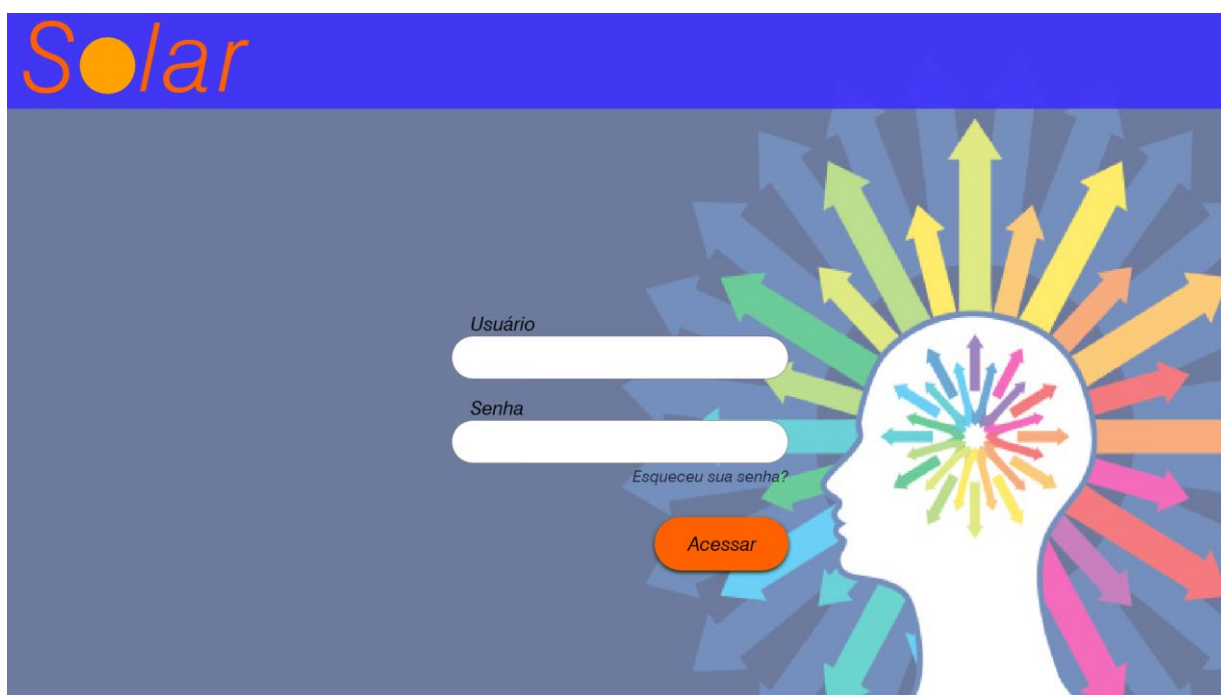 Solar
Usuário
Senha
Esqueceu sua senha?
Acessar